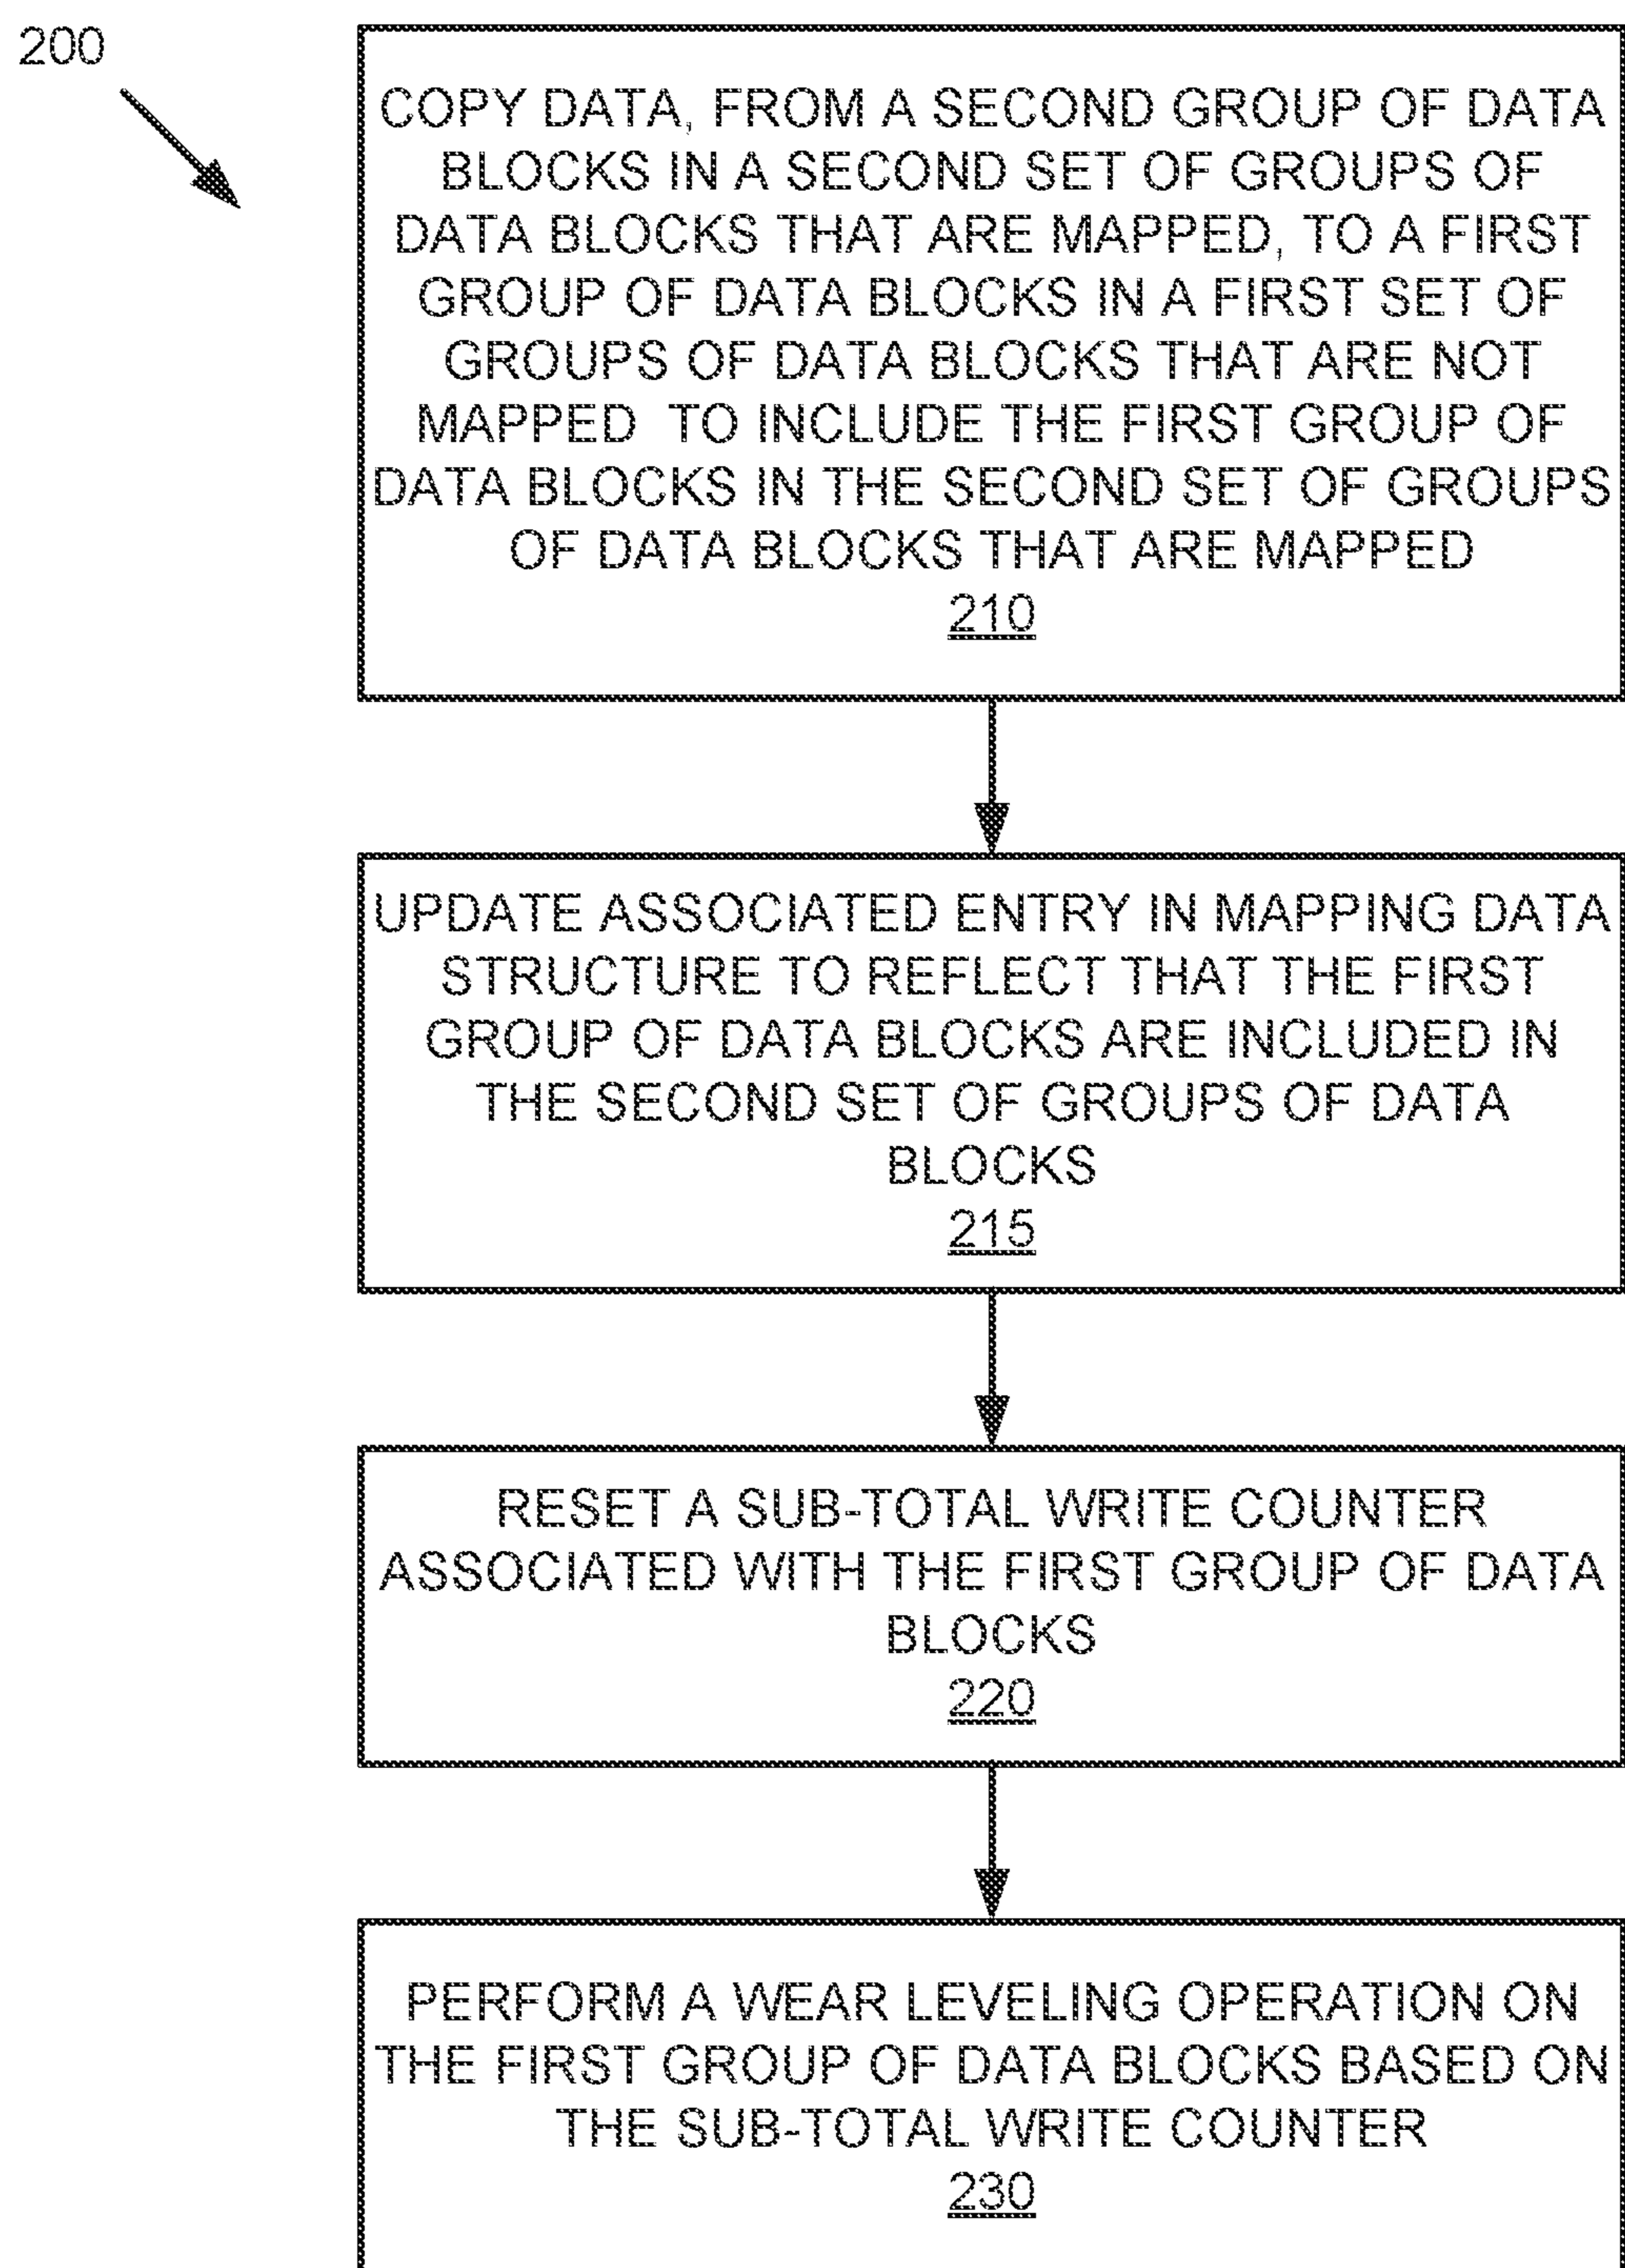 200
COPY DATA, FROM A SECOND GROUP OF DATA
BLOCKS IN A SECOND SET OF GROUPS OF
DATA BLOCKS THAT ARE MAPPED, TO A FIRST
GROUP OF DATA BLOCKS IN A FIRST SET OF
GROUPS OF DATA BLOCKS THAT ARE NOT
MAPPED TO INCLUDE THE FIRST GROUP OF
DATA BLOCKS IN THE SECOND SET OF GROUPS
OF DATA BLOCKS THAT ARE MAPPED
210
UPDATE ASSOCIATED ENTRY IN MAPPING DATA
STRUCTURE TO REFLECT THAT THE FIRST
GROUP OF DATA BLOCKS ARE INCLUDED IN
THE SECOND SET OF GROUPS OF DATA
BLOCKS
215
RESET A SUB-TOTAL WRITE COUNTER
ASSOCIATED WITH THE FIRST GROUP OF DATA
BLOCKS
220
PERFORM A WEAR LEVELING OPERATION ON
THE FIRST GROUP OF DATA BLOCKS BASED ON
THE SUB-TOTAL WRITE COUNTER
230